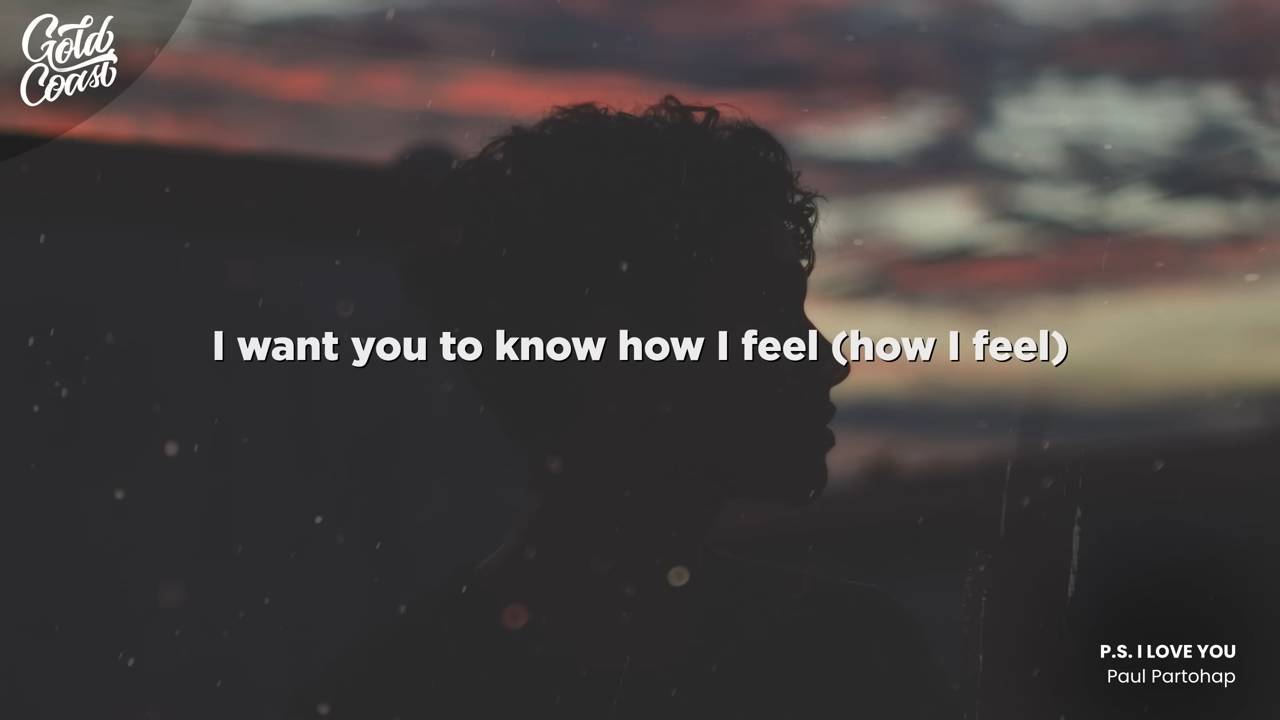 Gold
Coast
I want you to know how I feel (how I feel)
P.S. I LOVE YOU
Paul Partohap